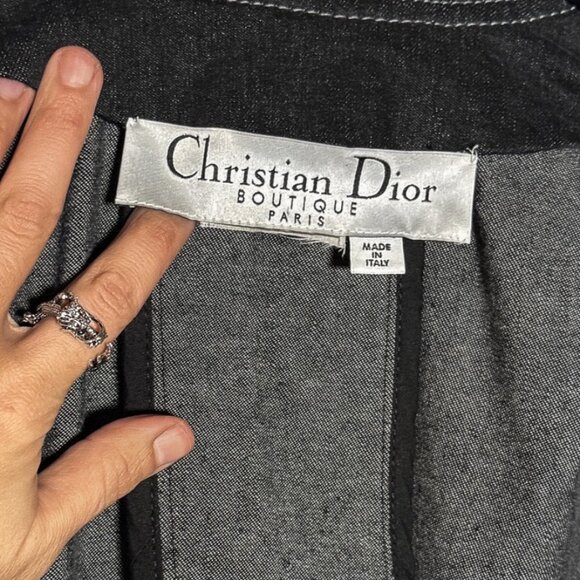 Christian Dior
BOUTIQUE
PARIS
MADE
IN
ITALY